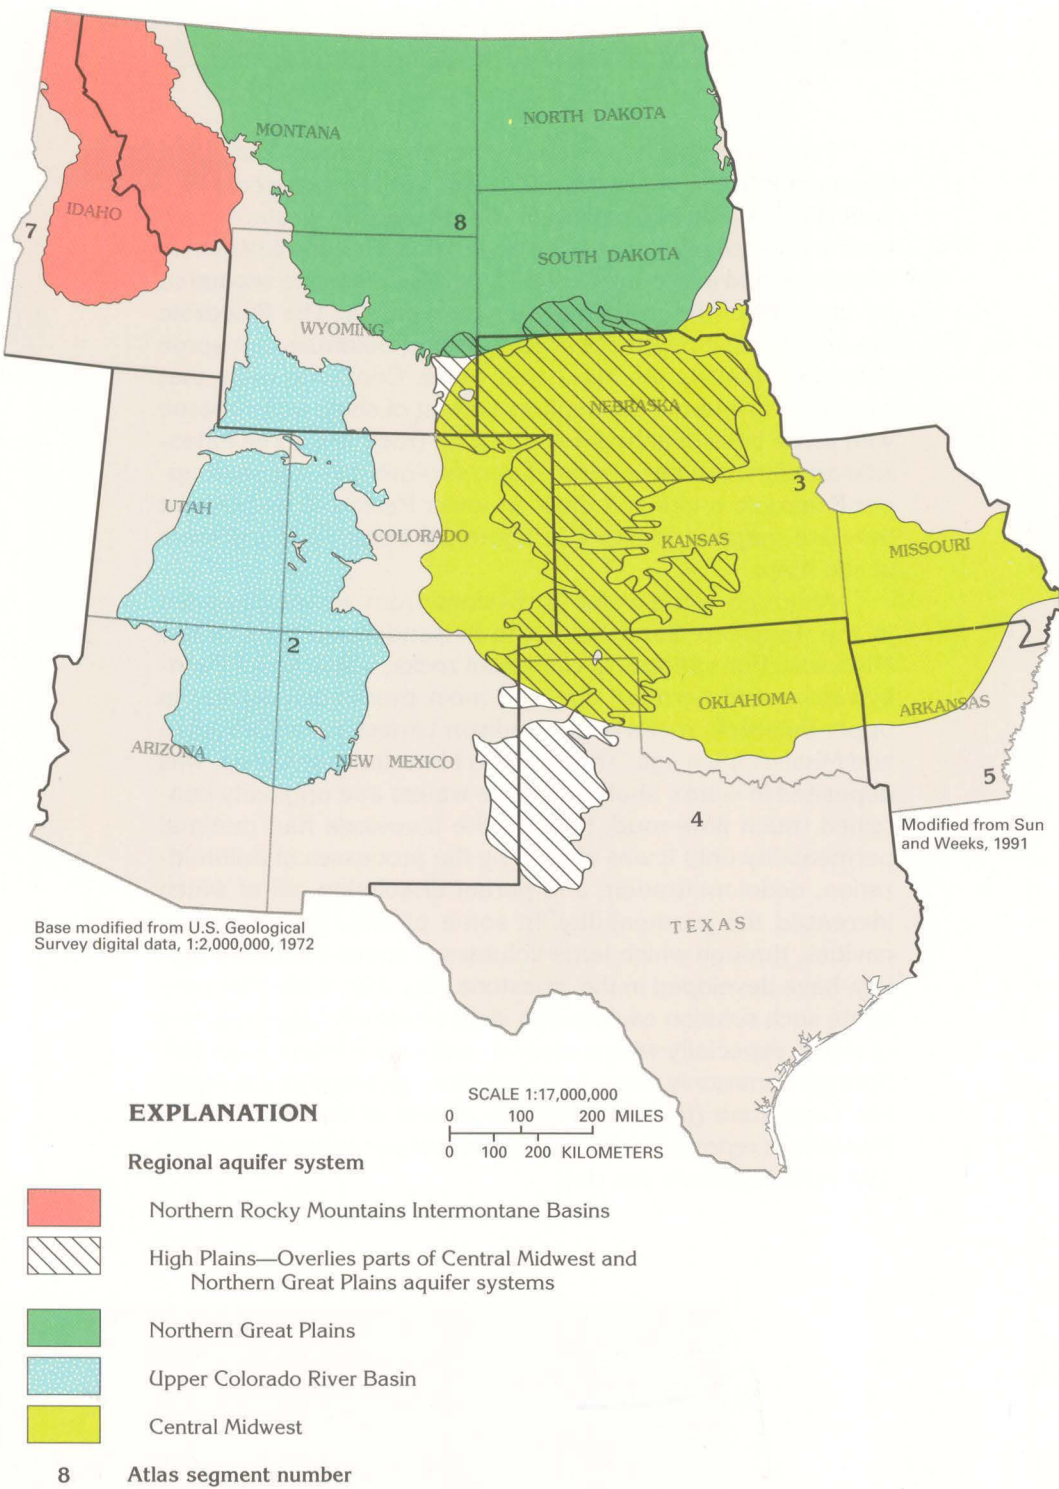 MONTANA
NORTH DAKOTA
IDAHO
7
8
SOUTH DAKOTA
WYOMING
NEBRASKA
3
UTAH
COLORADO
KANSAS
MISSOURI
2
OKLAHOMA
ARKANSAS
ARIZONA
NEW MEXICO
5
4
Modified from Sun
and Weeks, 1991
TEXAS
Base modified from U.S. Geological
Survey digital data, 1:2,000,000, 1972
SCALE 1:17,000,000
0 100 200 MILES
0 100 200 KILOMETERS
EXPLANATION
Regional aquifer system
Northern Rocky Mountains Intermontane Basins
High Plains—Overlies parts of Central Midwest and
Northern Great Plains aquifer systems
Northern Great Plains
Upper Colorado River Basin
Central Midwest
8 Atlas segment number